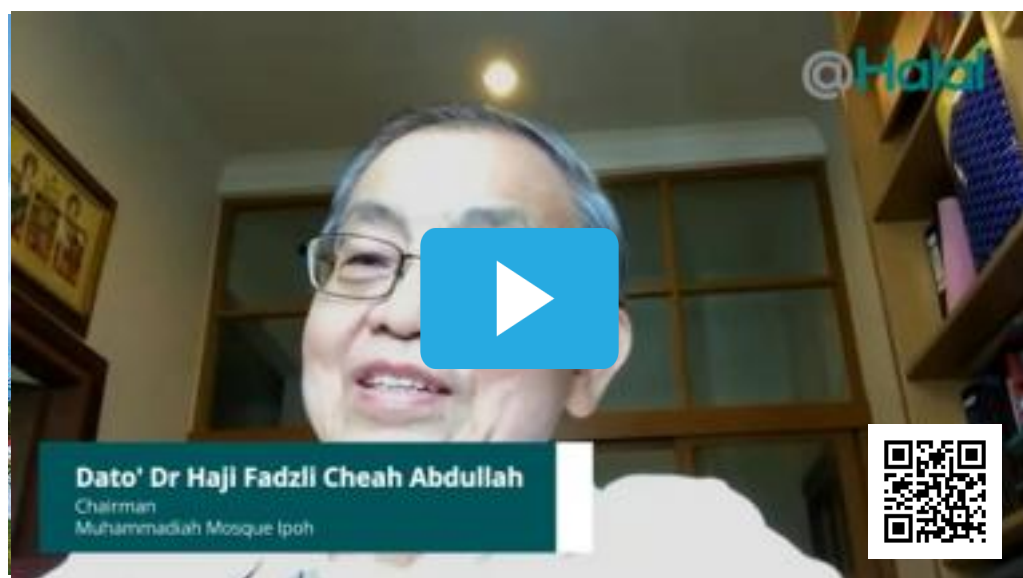 @Halal
Dato' Dr Haji Fadzli Cheah Abdullah
Chairman
Muhammadiah Mosque Ipoh